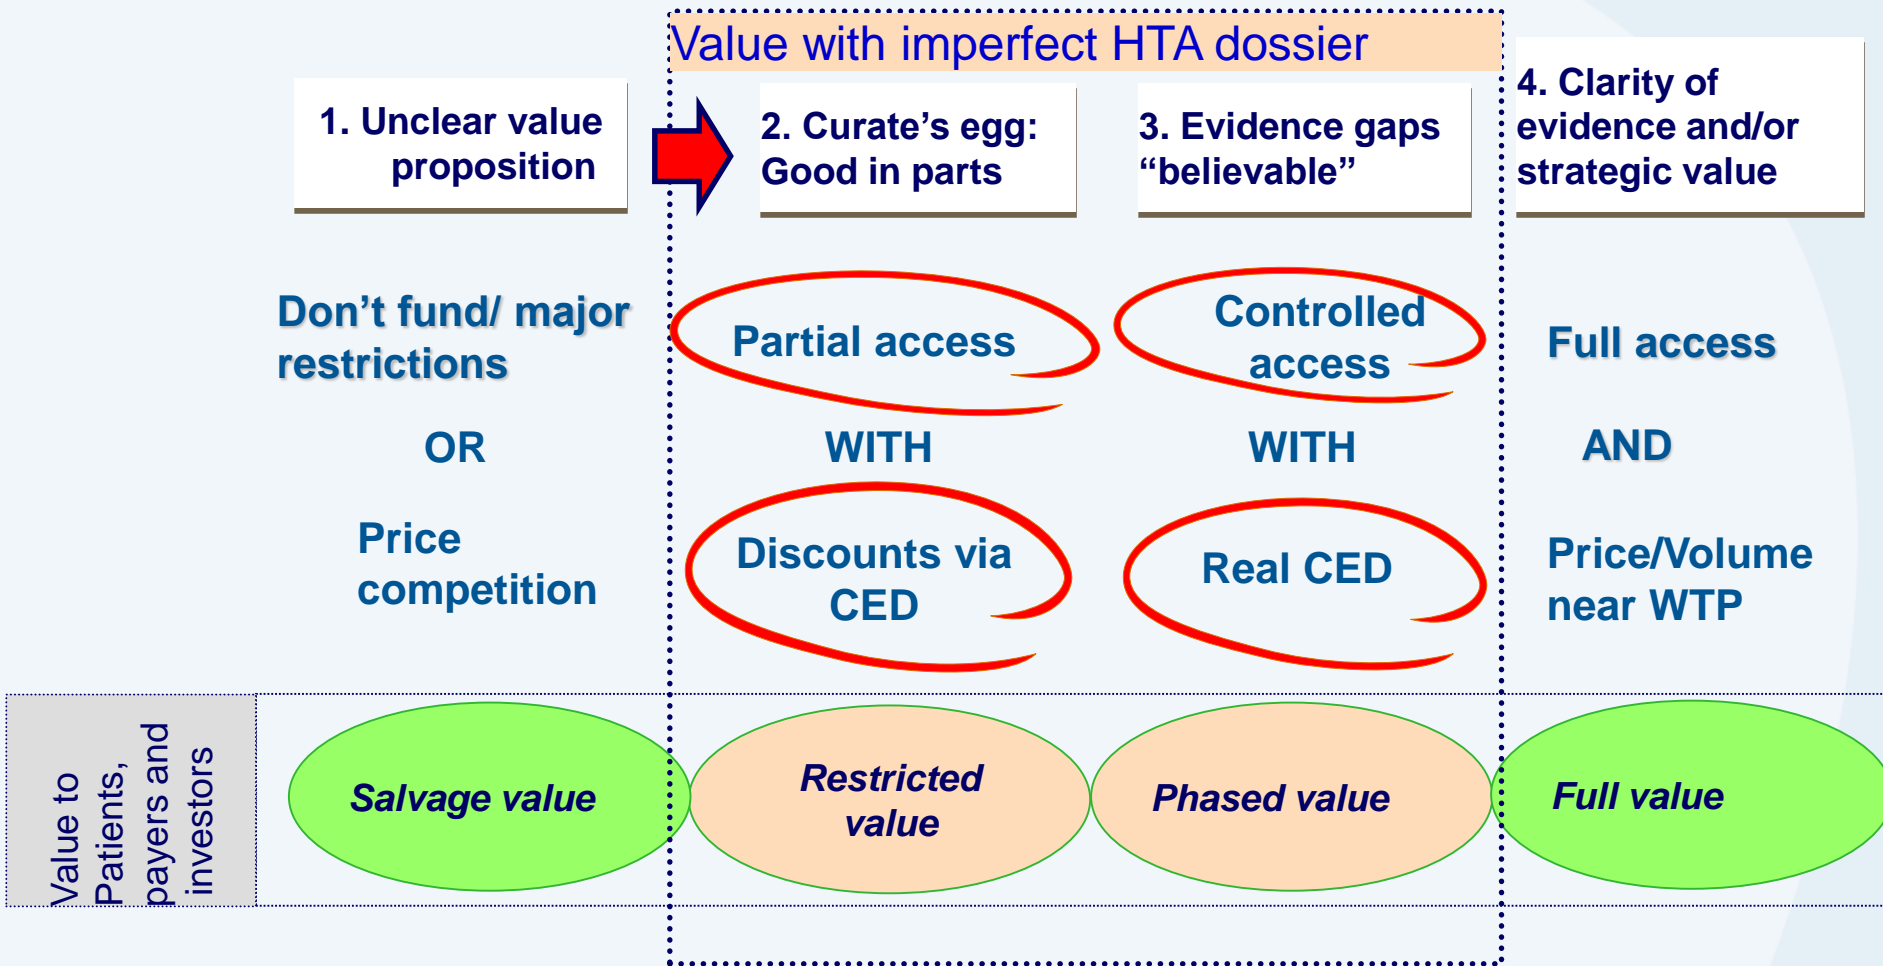 Value with imperfect HTA dossier
1. Unclear value
proposition
2. Curate’s egg:
Good in parts
3. Evidence gaps
“believable”
4. Clarity of
evidence and/or
strategic value
Don’t fund/ major
restrictions
Partial access
Controlled
access
Full access
OR
WITH
WITH
AND
Price
competition
Discounts via
CED
Real CED
Price/Volume
near WTP
Value to
Patients,
payers and
investors
Salvage value
Restricted
value
Phased value
Full value